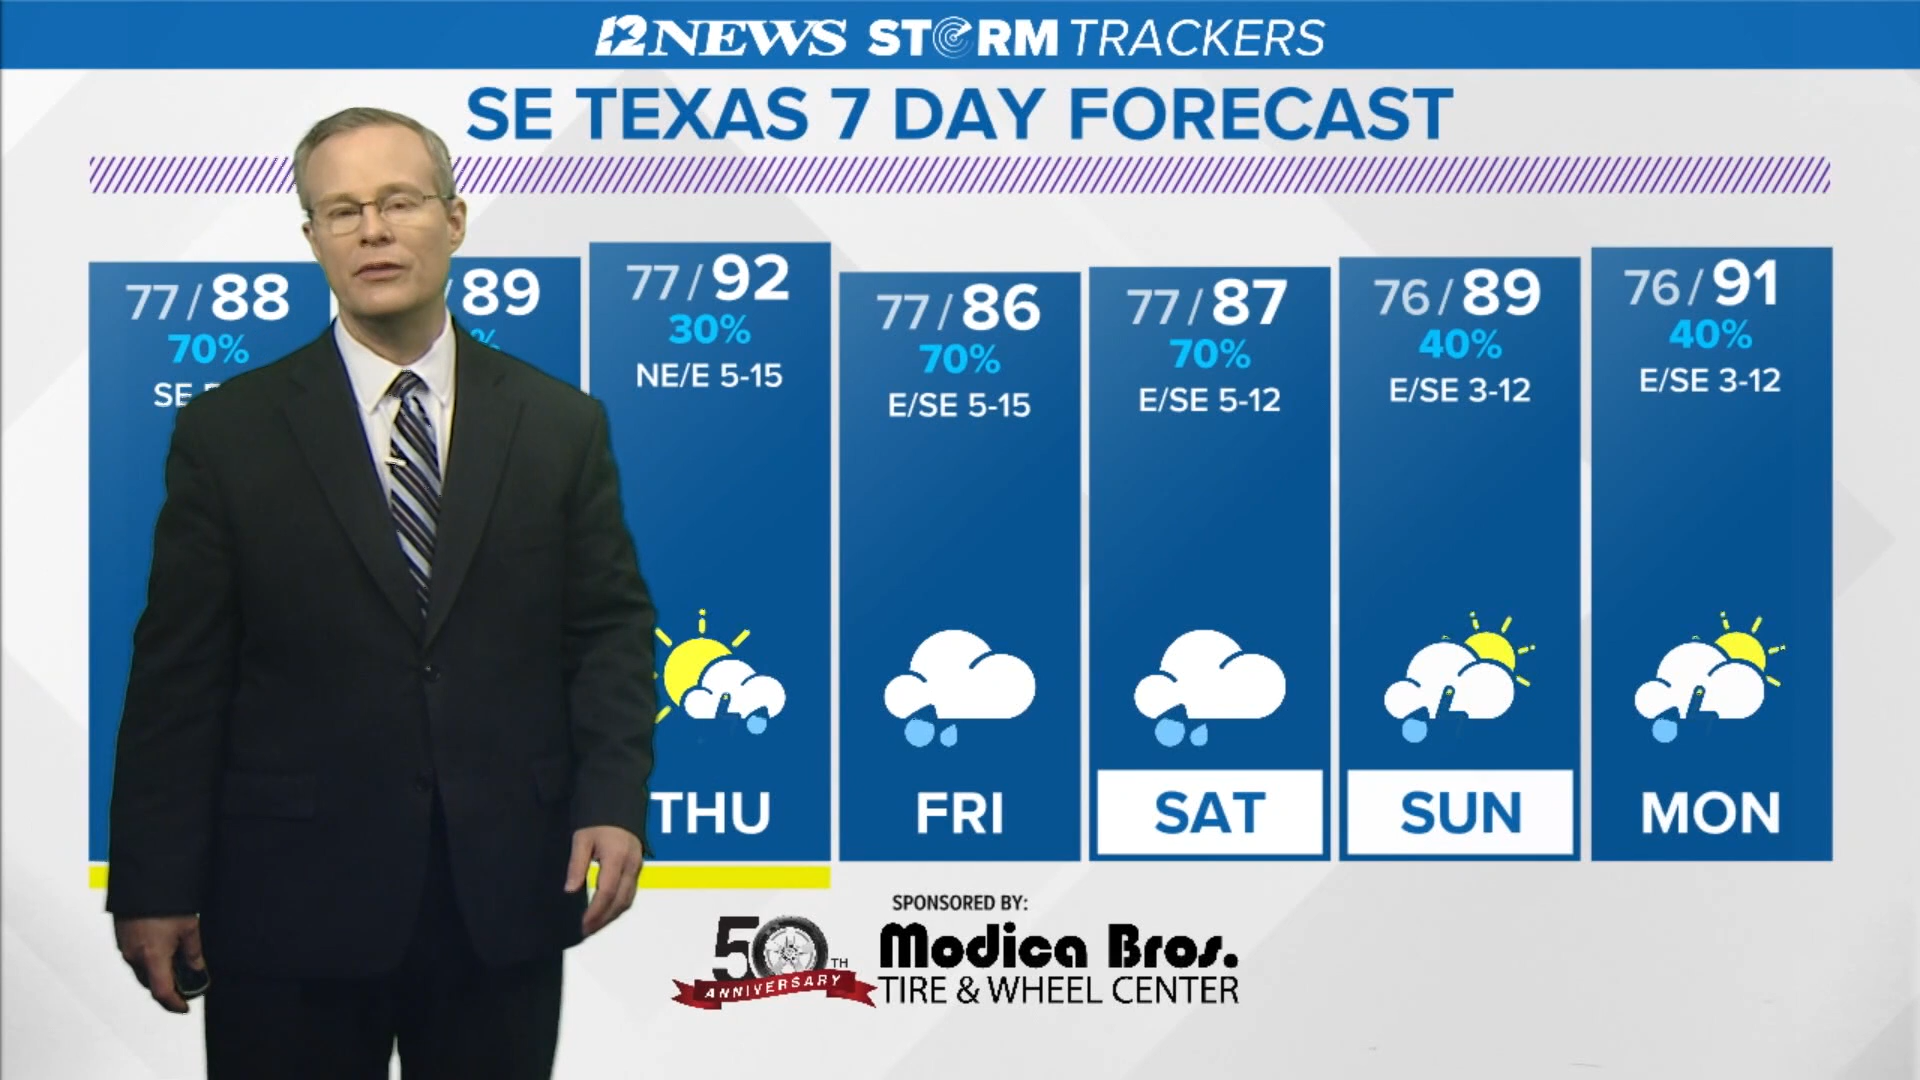 12NEWS STORM TRACKERS
SE TEXAS 7 DAY FORECAST
77/88
70%
SE
/89
%
77/92
30%
NE/E 5-15
THU
77/86
70%
E/SE 5-15
FRI
77/87
70%
E/SE 5-12
SAT
76/89
40%
E/SE 3-12
SUN
76/91
40%
E/SE 3-12
MON
SPONSORED BY:
50TH
ANNIVERSARY
Modica Bros.
TIRE & WHEEL CENTER